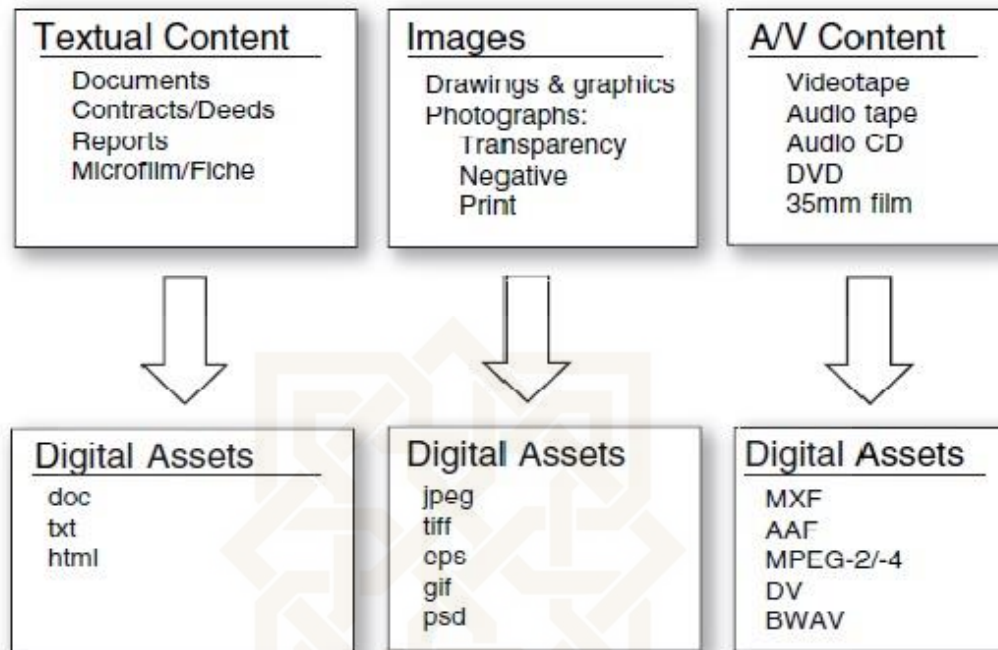 Textual Content
Documents
Contracts/Deeds
Reports
Microfilm/Fiche
Images
Drawings & graphics
Photographs:
Transparency
Negative
Print
A/V Content
Videotape
Audio tape
Audio CD
DVD
35mm film
Digital Assets
doc
txt
html
Digital Assets
jpeg
tiff
cps
gif
psd
Digital Assets
MXF
AAF
MPEG-2/-4
DV
BWAV